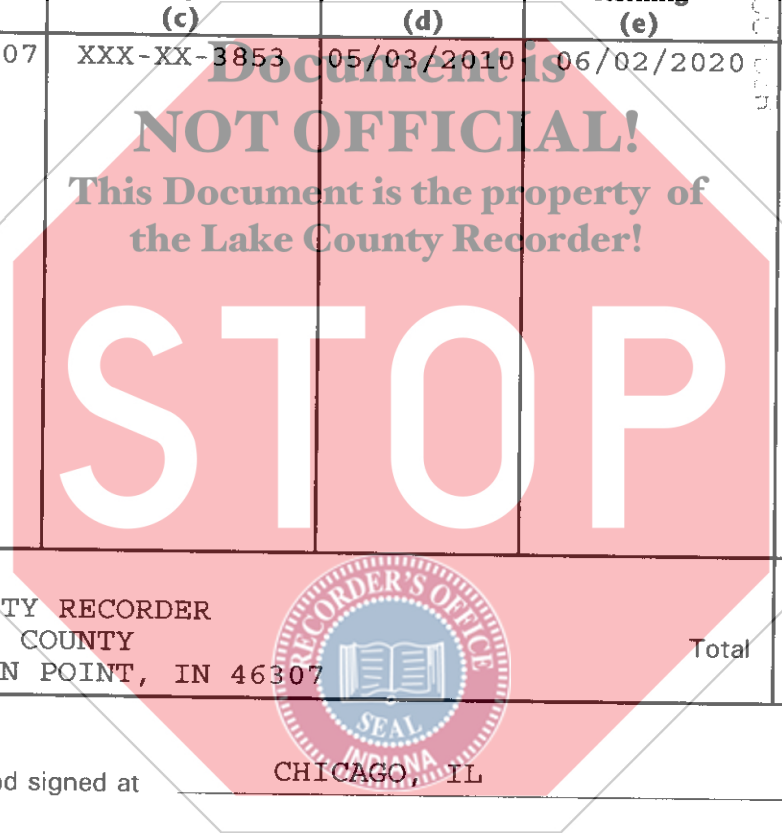 (c) (d) (e)
07 XXX-XX-3853 05/03/2010 06/02/2020
Document is
NOT OFFICIAL!
This Document is the property of
the Lake County Recorder!
STOP
TY RECORDER
COUNTY
Total
N POINT, IN 46307
RECORDER'S OFFICE
SEAL
INDIANA
d signed at CHICAGO, IL